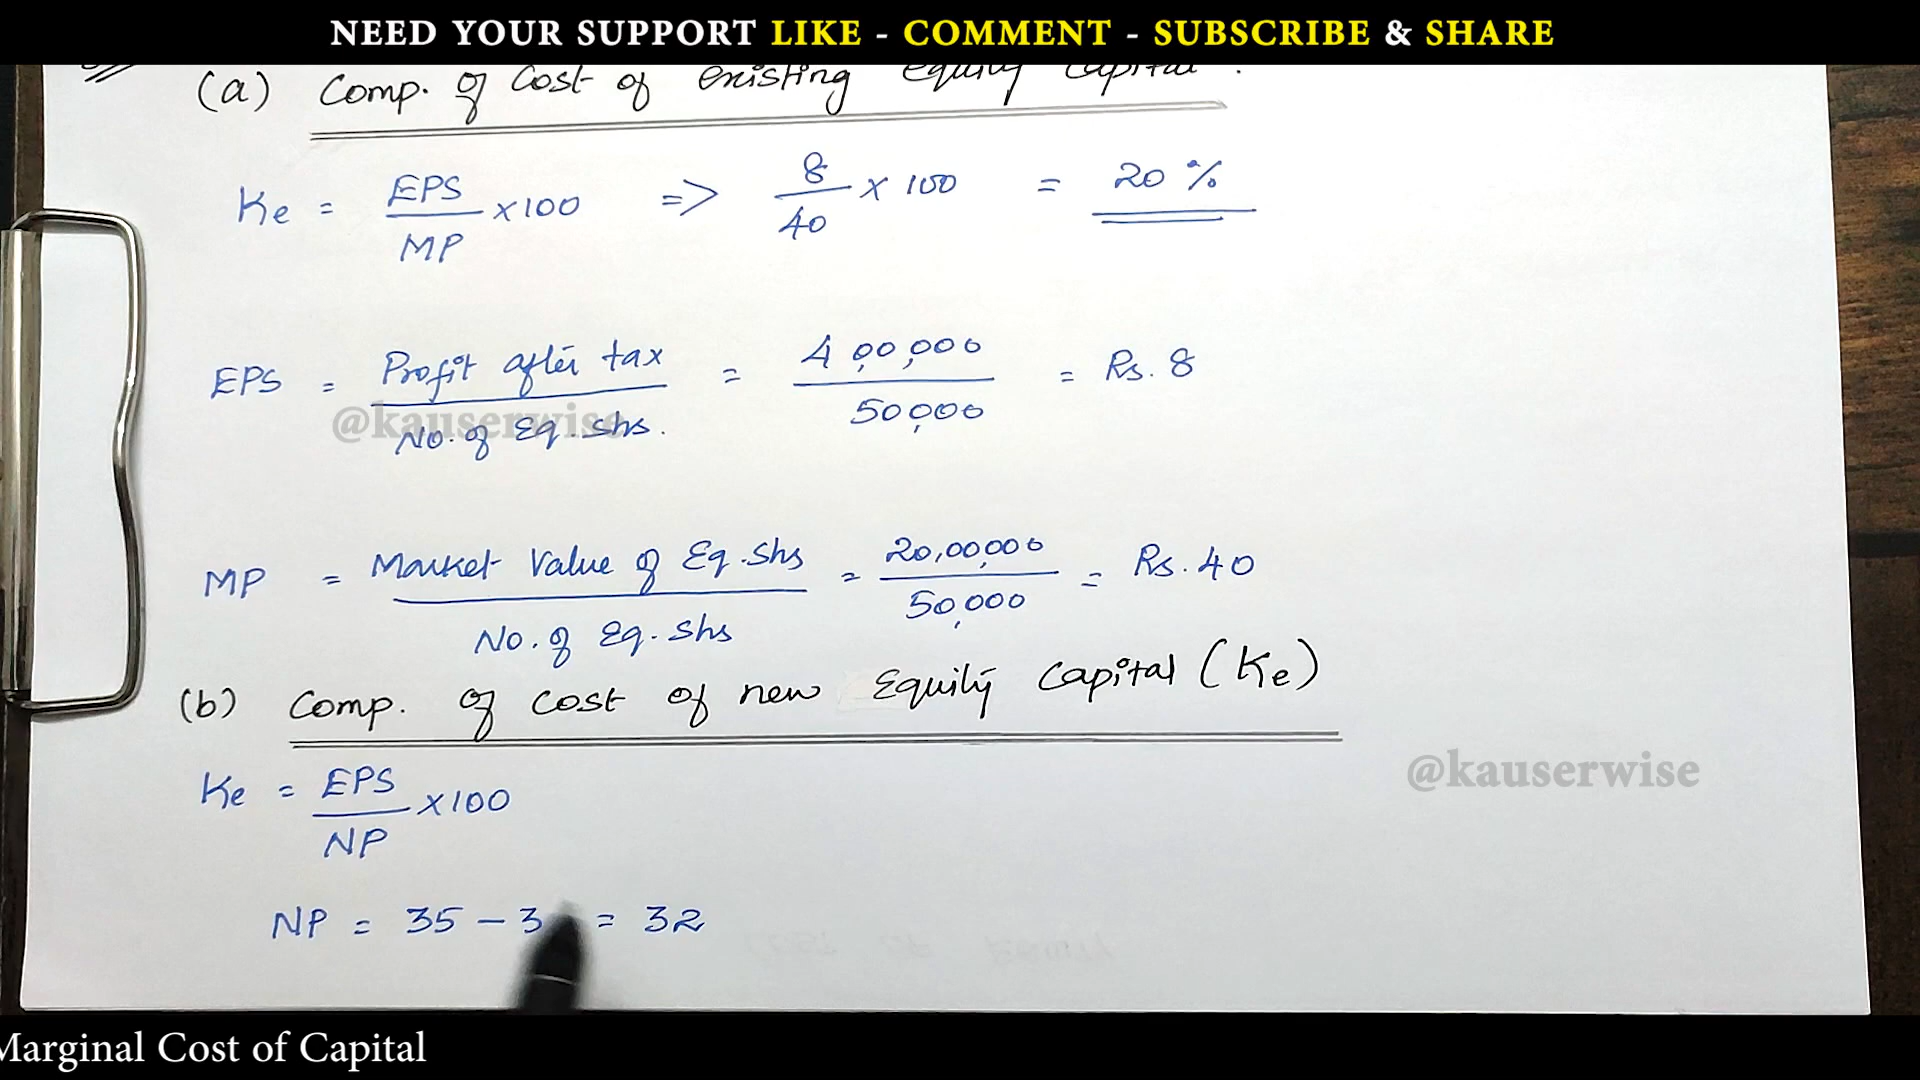 NEED YOUR SUPPORT LIKE - COMMENT - SUBSCRIBE & SHARE
(a) Comp. of Cost of existing equity capital.
Ke = EPS/MP x100 => 8/40 x 100 = 20%
EPS = Profit after tax/No. of Eq. shs. = 4,00,000/50,000 = Rs. 8
@kauserwise
MP = Market Value of Eq. Shs/No. of Eq. Shs = 20,00,000/50,000 = Rs. 40
(b) Comp. of cost of new Equity Capital (Ke)
Ke = EPS/NP x100
@kauserwise
NP = 35 - 3 = 32
Marginal Cost of Capital